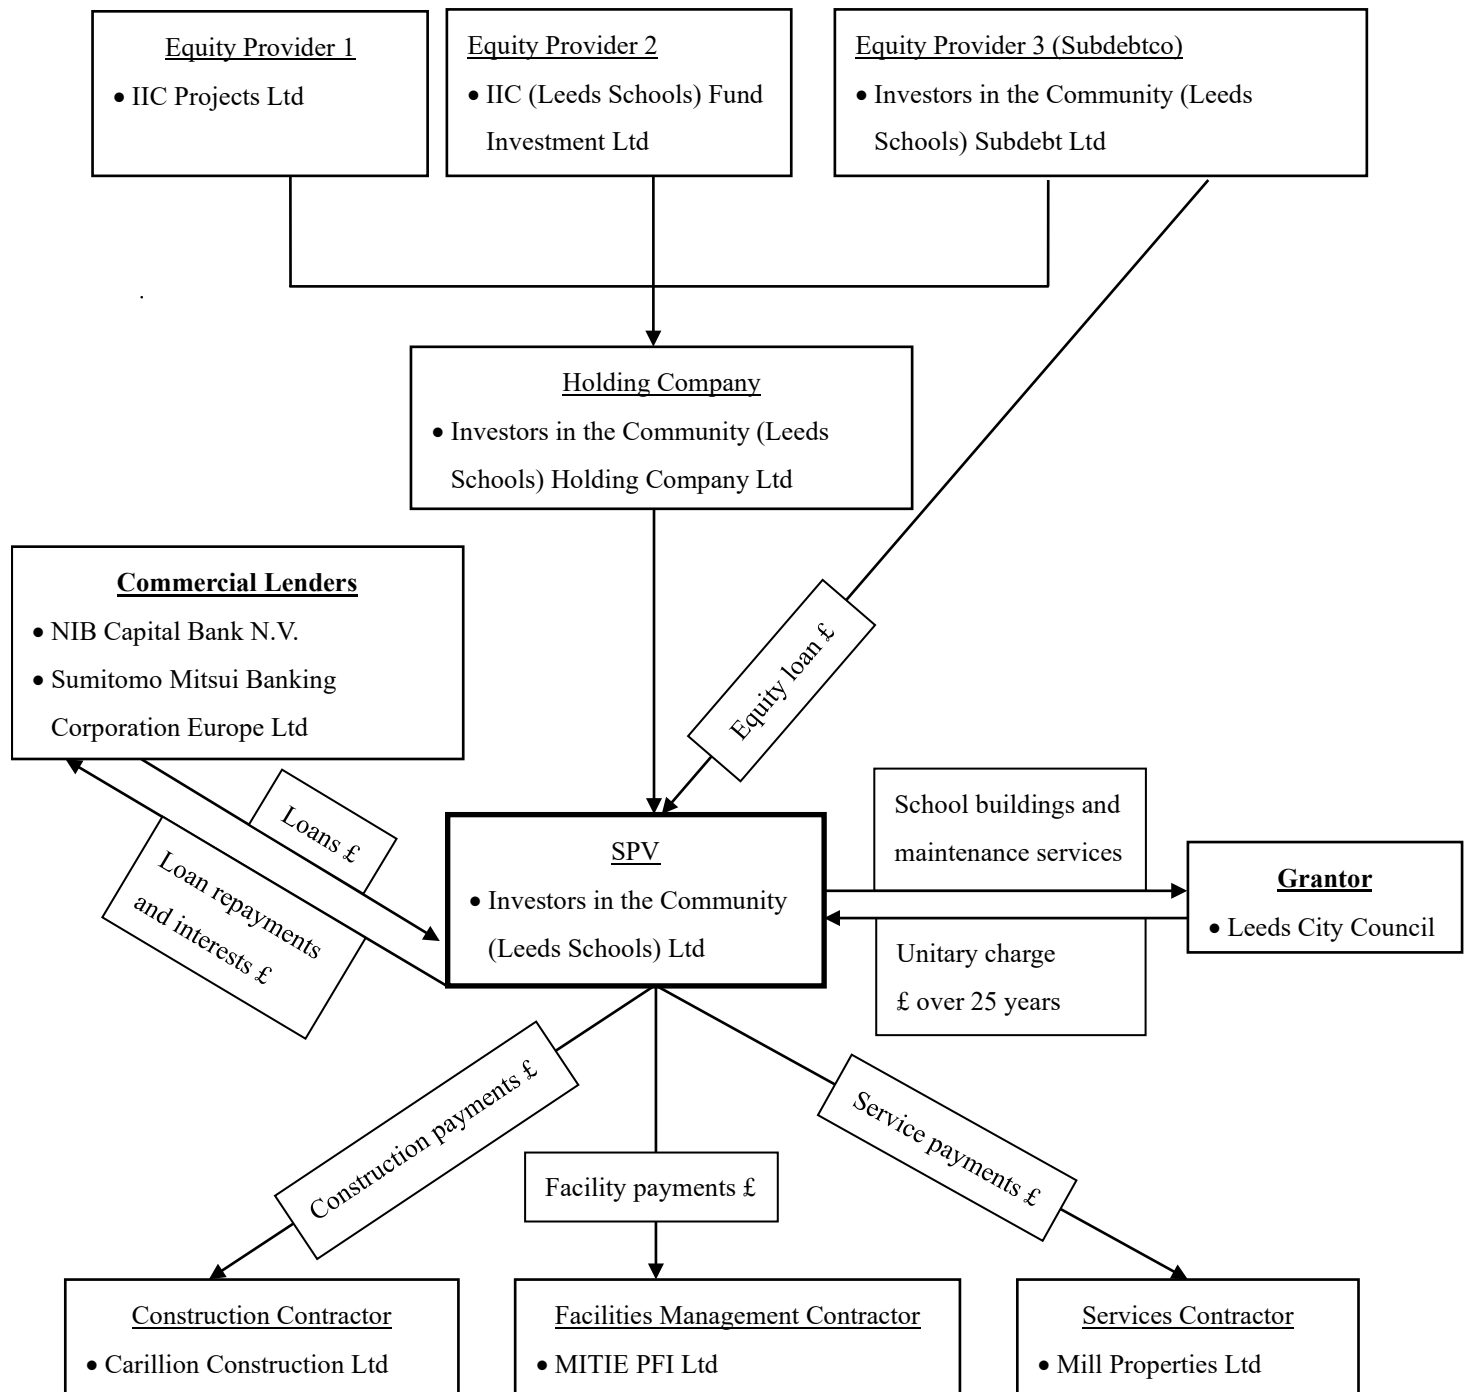 Equity Provider 1
• IIC Projects Ltd
Equity Provider 2
• IIC (Leeds Schools) Fund
Investment Ltd
Equity Provider 3 (Subdebtco)
• Investors in the Community (Leeds
Schools) Subdebt Ltd
Holding Company
• Investors in the Community (Leeds
Schools) Holding Company Ltd
Commercial Lenders
• NIB Capital Bank N.V.
• Sumitomo Mitsui Banking
Corporation Europe Ltd
Equity loan £
Loans £
Loan repayments
and interests £
SPV
• Investors in the Community
(Leeds Schools) Ltd
School buildings and
maintenance services
Unitary charge
£ over 25 years
Grantor
• Leeds City Council
Construction payments £
Facility payments £
Service payments £
Construction Contractor
• Carillion Construction Ltd
Facilities Management Contractor
• MITIE PFI Ltd
Services Contractor
• Mill Properties Ltd